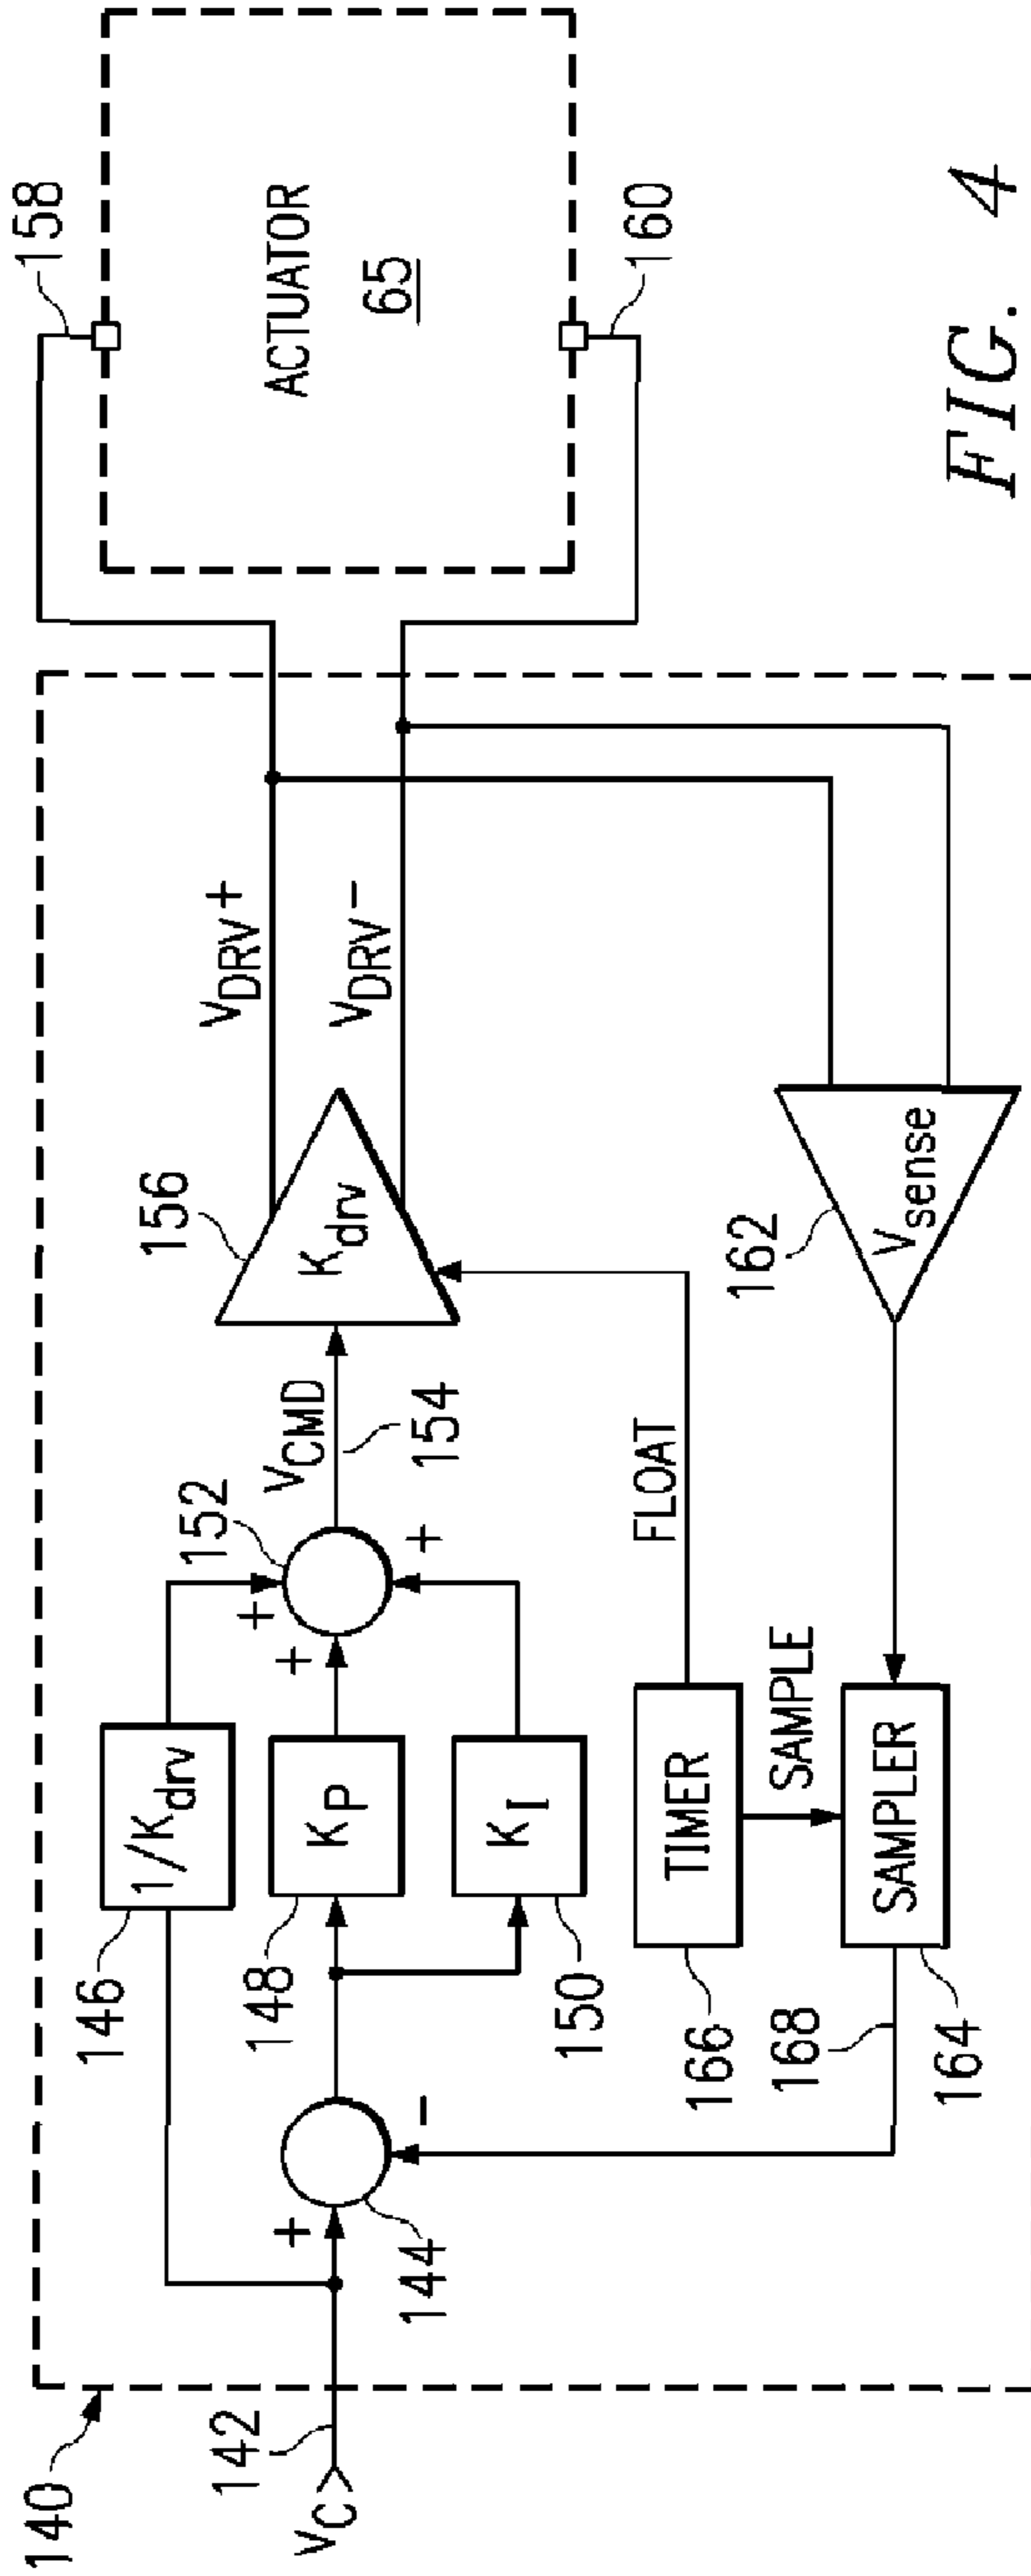 140
142
V_C
146
1/K_drv
152
V_CMD
154
156
K_drv
V_DRV+
V_DRV−
158
ACTUATOR
65
160
+
+
+
+
144
−
148
K_P
150
K_I
FLOAT
166
TIMER
SAMPLE
162
V_sense
168
164
SAMPLER
FIG. 4